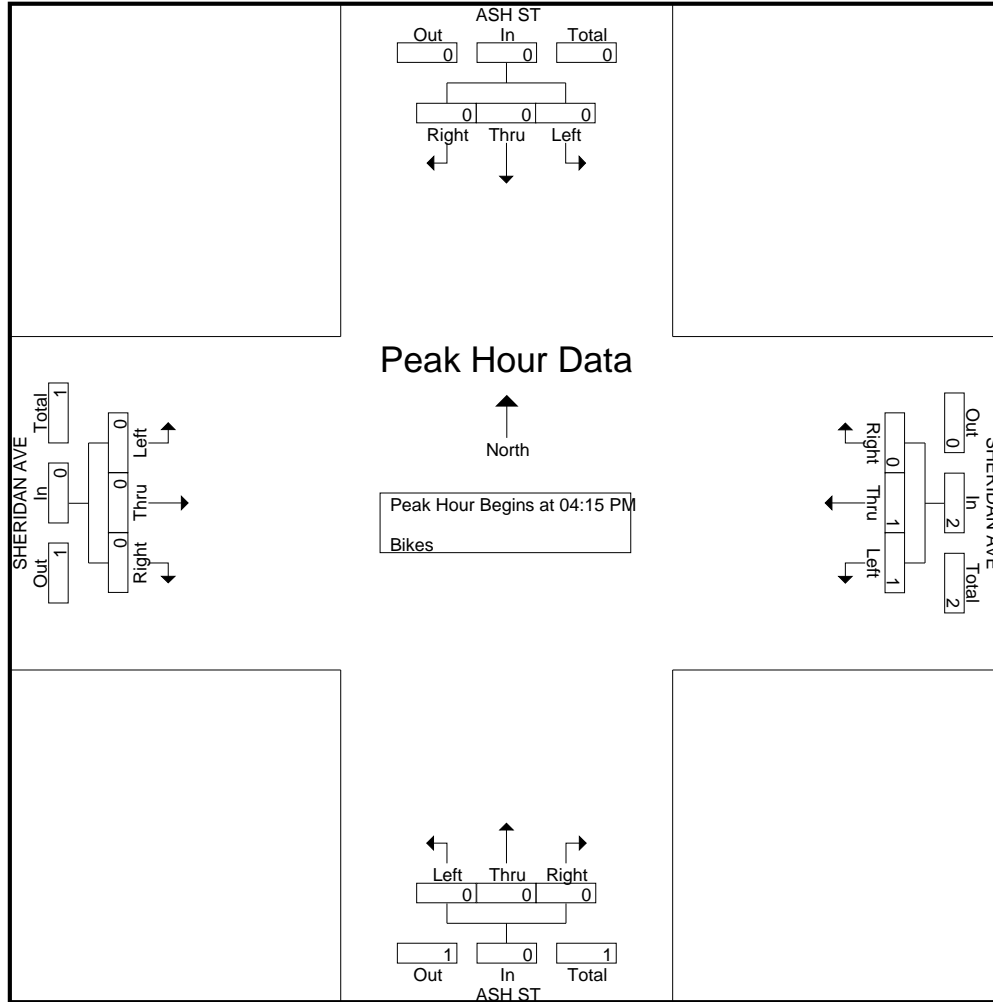 ASH ST
Out In Total
0 0 0
0 0 0
Right Thru Left
Peak Hour Data
North
Peak Hour Begins at 04:15 PM
Bikes
SHERIDAN AVE
Out In Total
1 0 1
Right Thru Left
0 0 0
SHERIDAN AVE
Out In Total
0 2 2
Right Thru Left
0 1 1
Left Thru Right
0 0 0
1 0 1
Out In Total
ASH ST